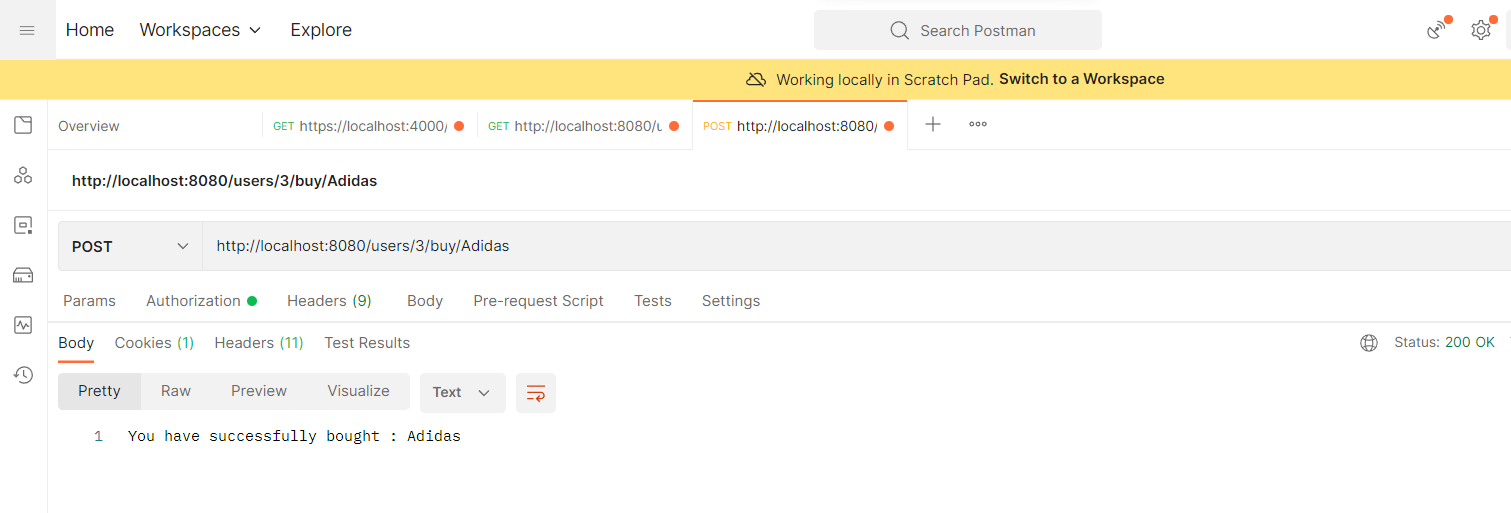 Home Workspaces Explore Search Postman
Working locally in Scratch Pad. Switch to a Workspace
Overview GET https://localhost:4000/ GET http://localhost:8080/u POST http://localhost:8080/
http://localhost:8080/users/3/buy/Adidas
POST http://localhost:8080/users/3/buy/Adidas
Params Authorization Headers (9) Body Pre-request Script Tests Settings
Body Cookies (1) Headers (11) Test Results Status: 200 OK
Pretty Raw Preview Visualize Text
1 You have successfully bought : Adidas